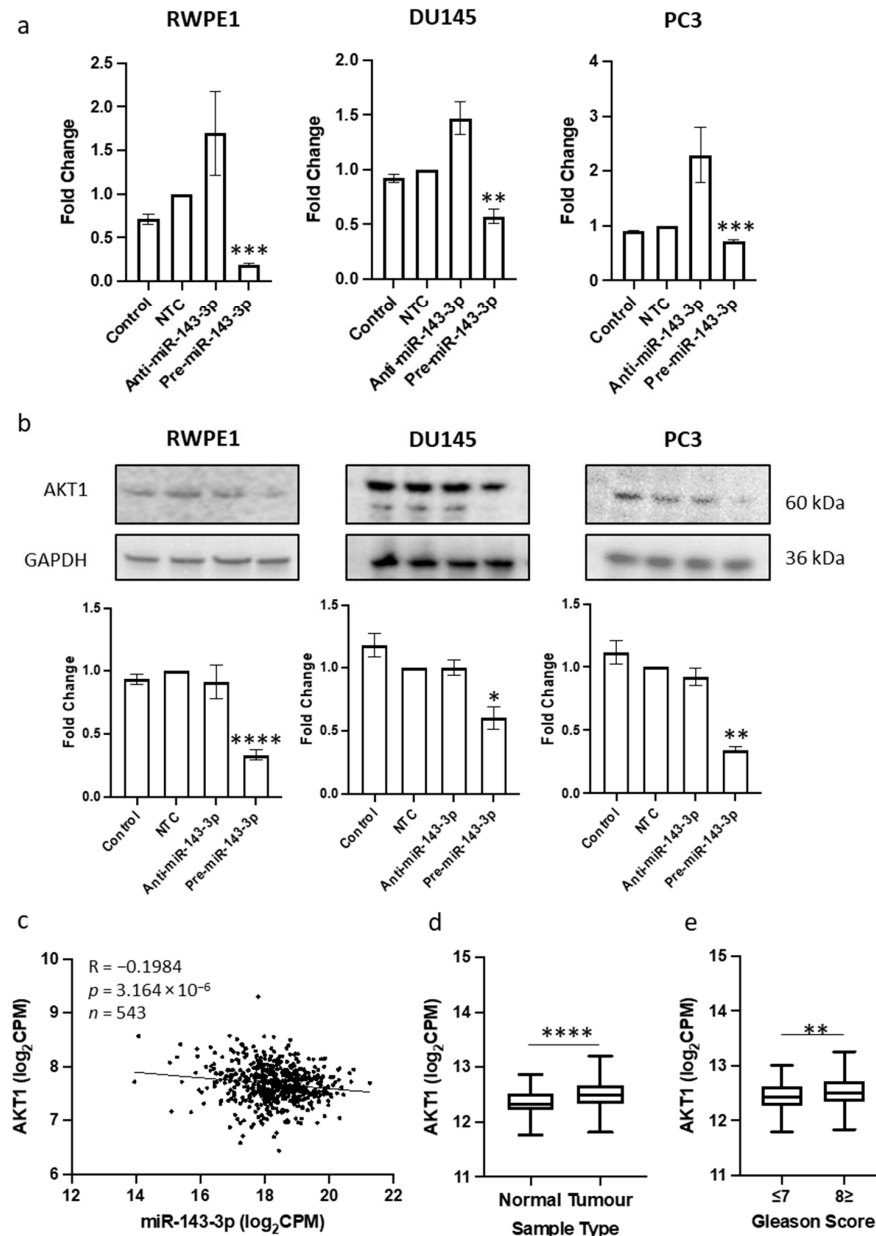 a
RWPE1
DU145
PC3
Fold Change
2.5
2.0
1.5
1.0
0.5
0.0
Control
NTC
Anti-miR-143-3p
Pre-miR-143-3p
***
Fold Change
2.0
1.5
1.0
0.5
0.0
Control
NTC
Anti-miR-143-3p
Pre-miR-143-3p
**
Fold Change
4
3
2
1
0
Control
NTC
Anti-miR-143-3p
Pre-miR-143-3p
***
b
RWPE1
DU145
PC3
AKT1
60 kDa
GAPDH
36 kDa
Fold Change
1.5
1.0
0.5
0.0
Control
NTC
Anti-miR-143-3p
Pre-miR-143-3p
****
Fold Change
1.5
1.0
0.5
0.0
Control
NTC
Anti-miR-143-3p
Pre-miR-143-3p
*
Fold Change
1.5
1.0
0.5
0.0
Control
NTC
Anti-miR-143-3p
Pre-miR-143-3p
**
c
R = −0.1984
p = 3.164 × 10⁻⁶
n = 543
AKT1 (log₂CPM)
10
9
8
7
6
12 14 16 18 20 22
miR-143-3p (log₂CPM)
d
AKT1 (log₂CPM)
15
14
13
12
11
****
Normal Tumour
Sample Type
e
AKT1 (log₂CPM)
15
14
13
12
11
**
≤7 8≥
Gleason Score